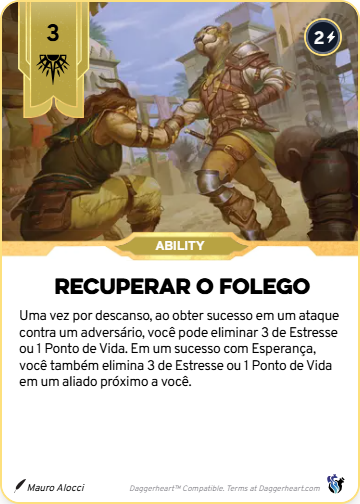 3
2
ABILITY
RECUPERAR O FOLEGO
Uma vez por descanso, ao obter sucesso em um ataque
contra um adversário, você pode eliminar 3 de Estresse
ou 1 Ponto de Vida. Em um sucesso com Esperança,
você também elimina 3 de Estresse ou 1 Ponto de Vida
em um aliado próximo a você.
Mauro Alocci
Daggerheart™ Compatible. Terms at Daggerheart.com